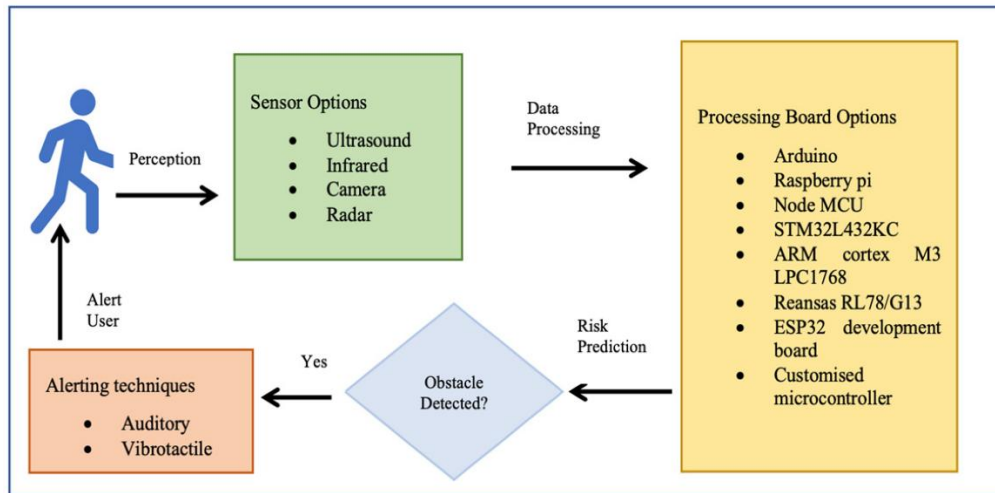 Sensor Options
• Ultrasound
• Infrared
• Camera
• Radar
Perception
Data
Processing
Processing Board Options
• Arduino
• Raspberry pi
• Node MCU
• STM32L432KC
• ARM cortex M3
LPC1768
• Reansas RL78/G13
• ESP32 development
board
• Customised
microcontroller
Risk
Prediction
Obstacle
Detected?
Yes
Alerting techniques
• Auditory
• Vibrotactile
Alert
User